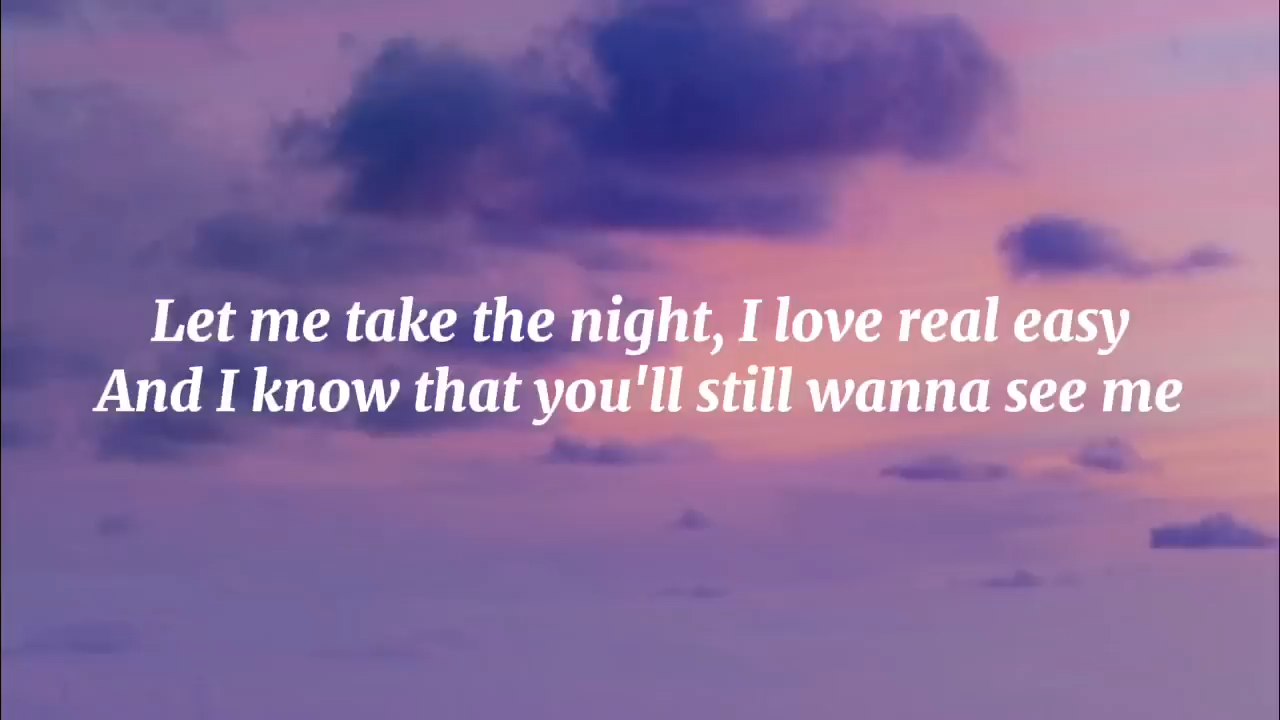 Let me take the night, I love real easy
And I know that you'll still wanna see me